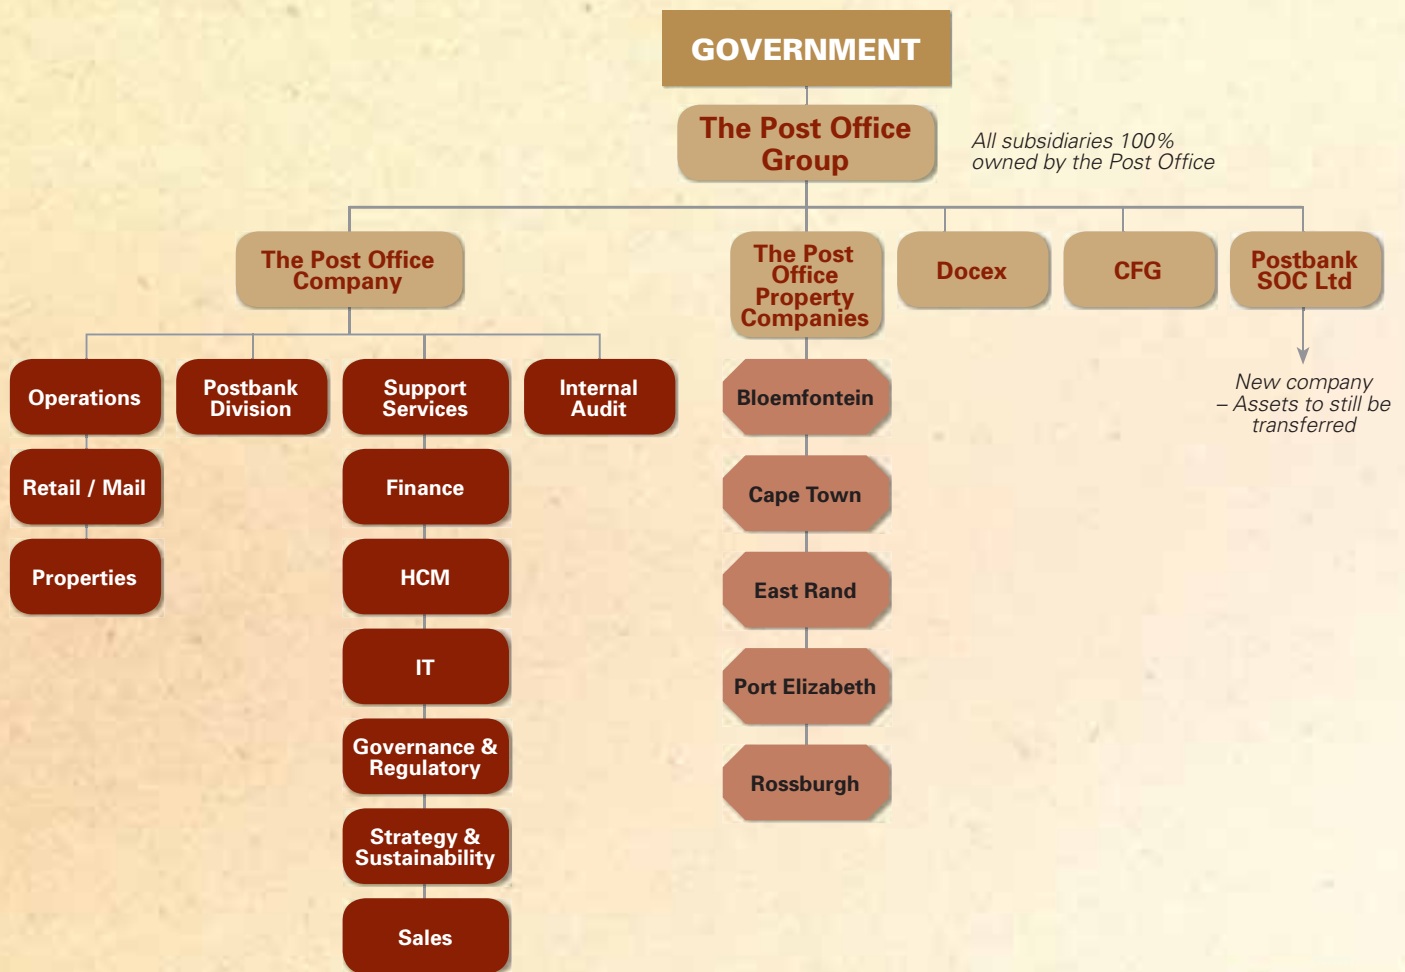 GOVERNMENT
The Post Office
Group
All subsidiaries 100%
owned by the Post Office
The Post Office
Company
The Post
Office
Property
Companies
Docex
CFG
Postbank
SOC Ltd
Operations
Postbank
Division
Support
Services
Internal
Audit
Bloemfontein
New company
– Assets to still be
transferred
Retail / Mail
Finance
Cape Town
Properties
HCM
East Rand
IT
Port Elizabeth
Governance &
Regulatory
Rossburgh
Strategy &
Sustainability
Sales